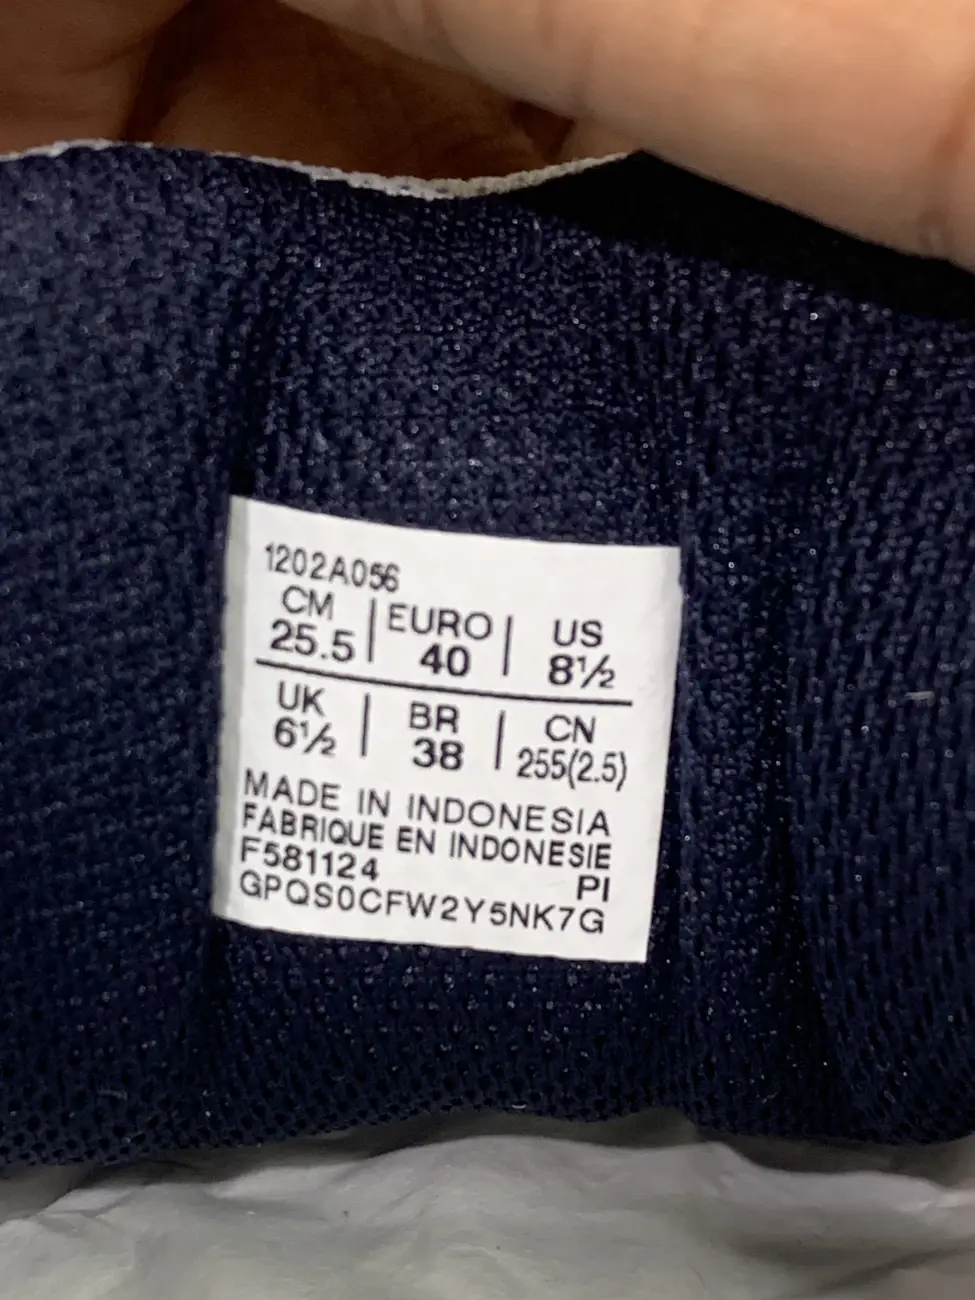 1202A056
CM | EURO | US
25.5 | 40 | 8½
UK | BR | CN
6½ | 38 | 255(2.5)
MADE IN INDONESIA
FABRIQUE EN INDONESIE
F581124 PI
GPQS0CFW2Y5NK7G